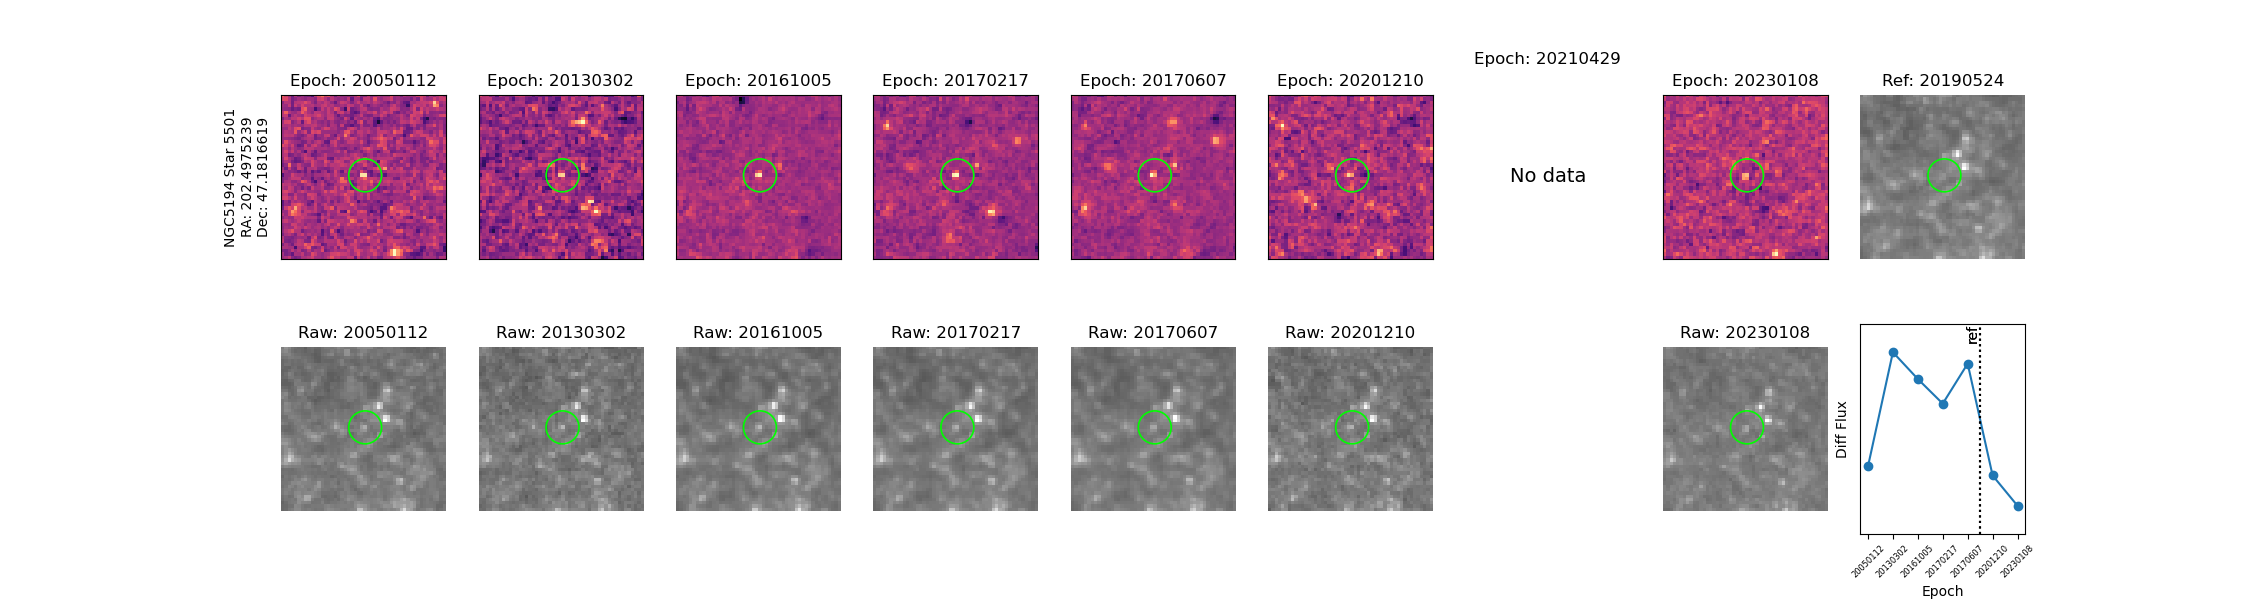 NGC5194 Star 5501
RA: 202.4975239
Dec: 47.1816619
Epoch: 20050112
Epoch: 20130302
Epoch: 20161005
Epoch: 20170217
Epoch: 20170607
Epoch: 20201210
Epoch: 20210429
No data
Epoch: 20230108
Ref: 20190524
Raw: 20050112
Raw: 20130302
Raw: 20161005
Raw: 20170217
Raw: 20170607
Raw: 20201210
Raw: 20230108
Diff Flux
ref
20050112
20130302
20161005
20170217
20170607
20201210
20230108
Epoch